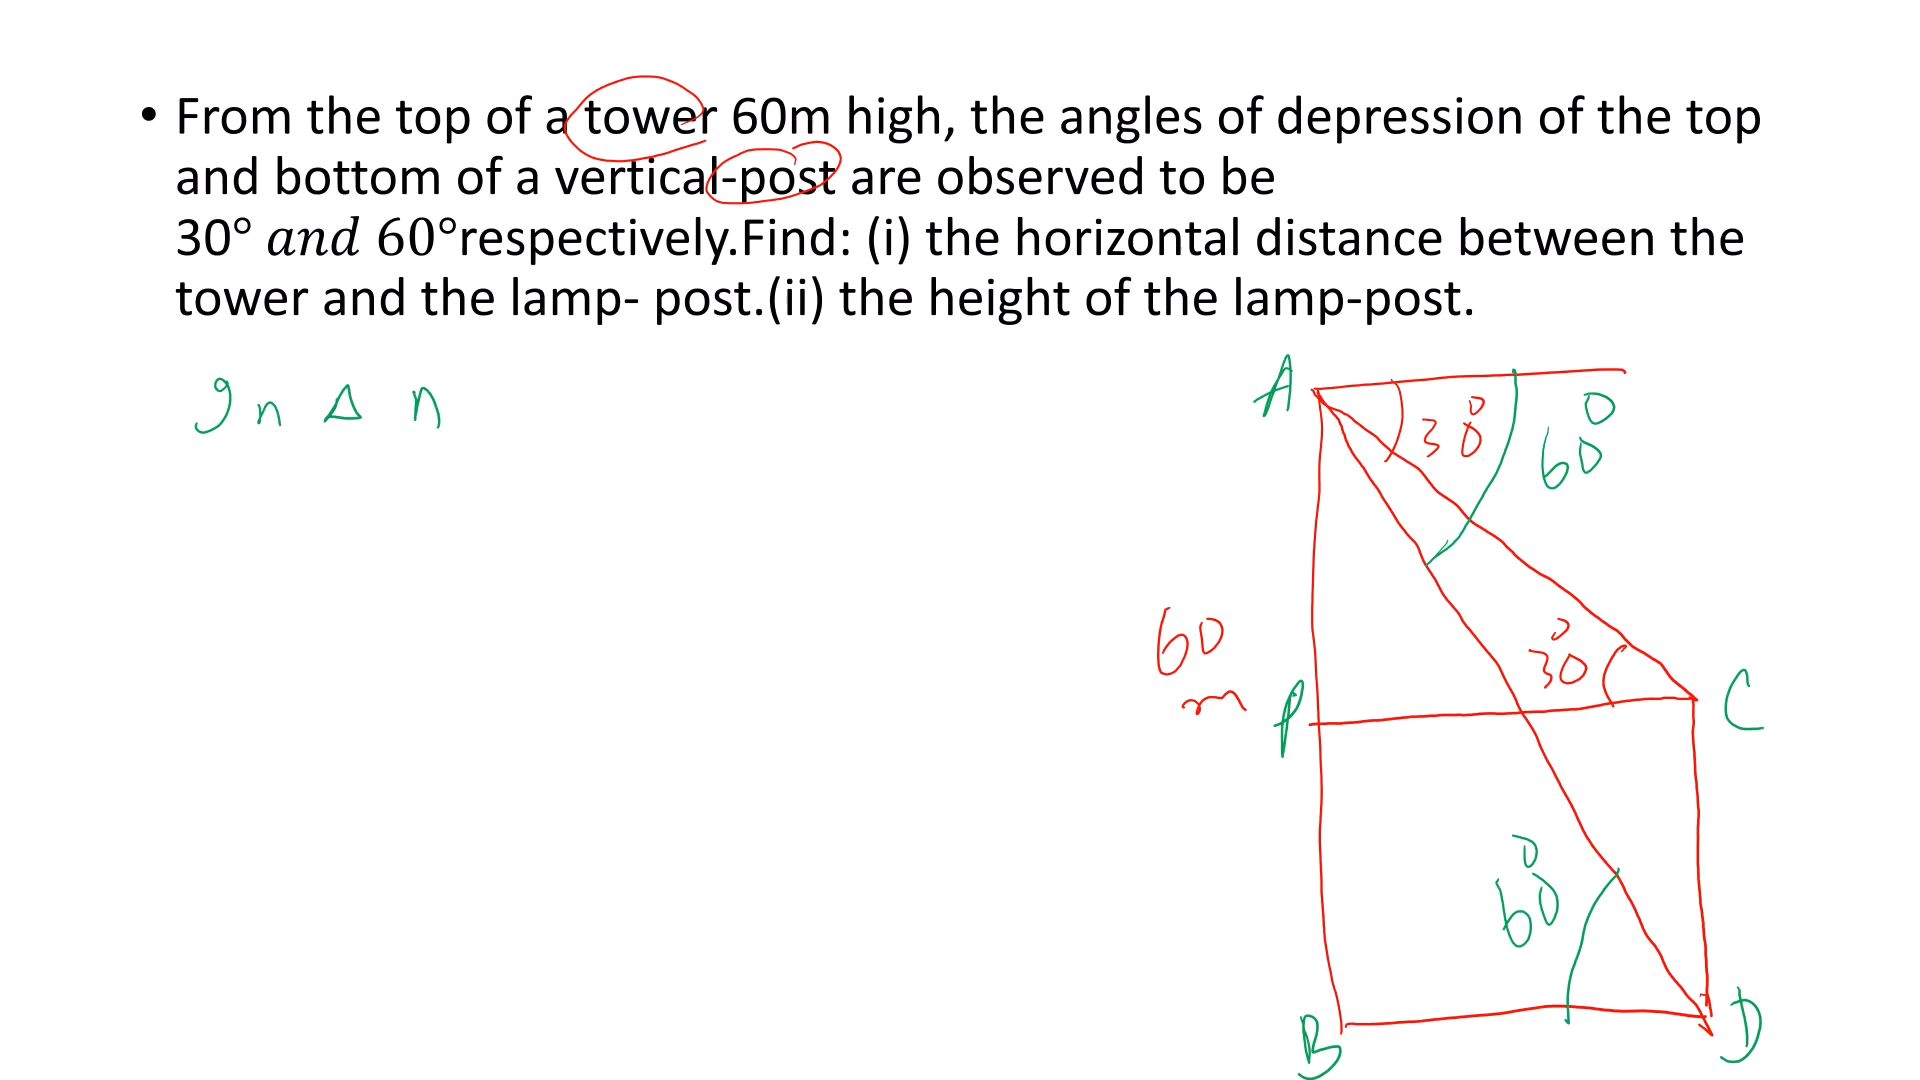 • From the top of a tower 60m high, the angles of depression of the top
and bottom of a vertical-post are observed to be
30° and 60°respectively.Find: (i) the horizontal distance between the
tower and the lamp- post.(ii) the height of the lamp-post.
In Δ
A
30°
60°
60
m
30°
P
C
60°
B
D